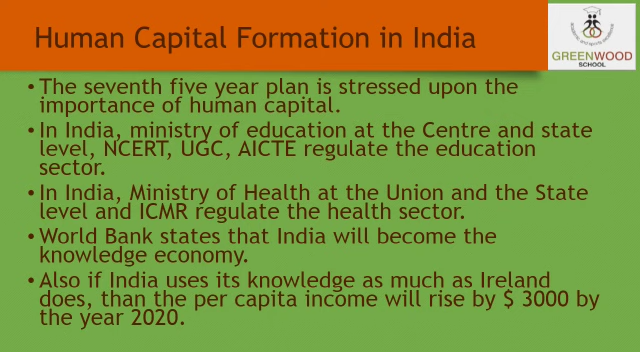 Human Capital Formation in India
GREENWOOD
SCHOOL
• The seventh five year plan is stressed upon the
importance of human capital.
• In India, ministry of education at the Centre and state
level, NCERT, UGC, AICTE regulate the education
sector.
• In India, Ministry of Health at the Union and the State
level and ICMR regulate the health sector.
• World Bank states that India will become the
knowledge economy.
• Also if India uses its knowledge as much as Ireland
does, than the per capita income will rise by $ 3000 by
the year 2020.